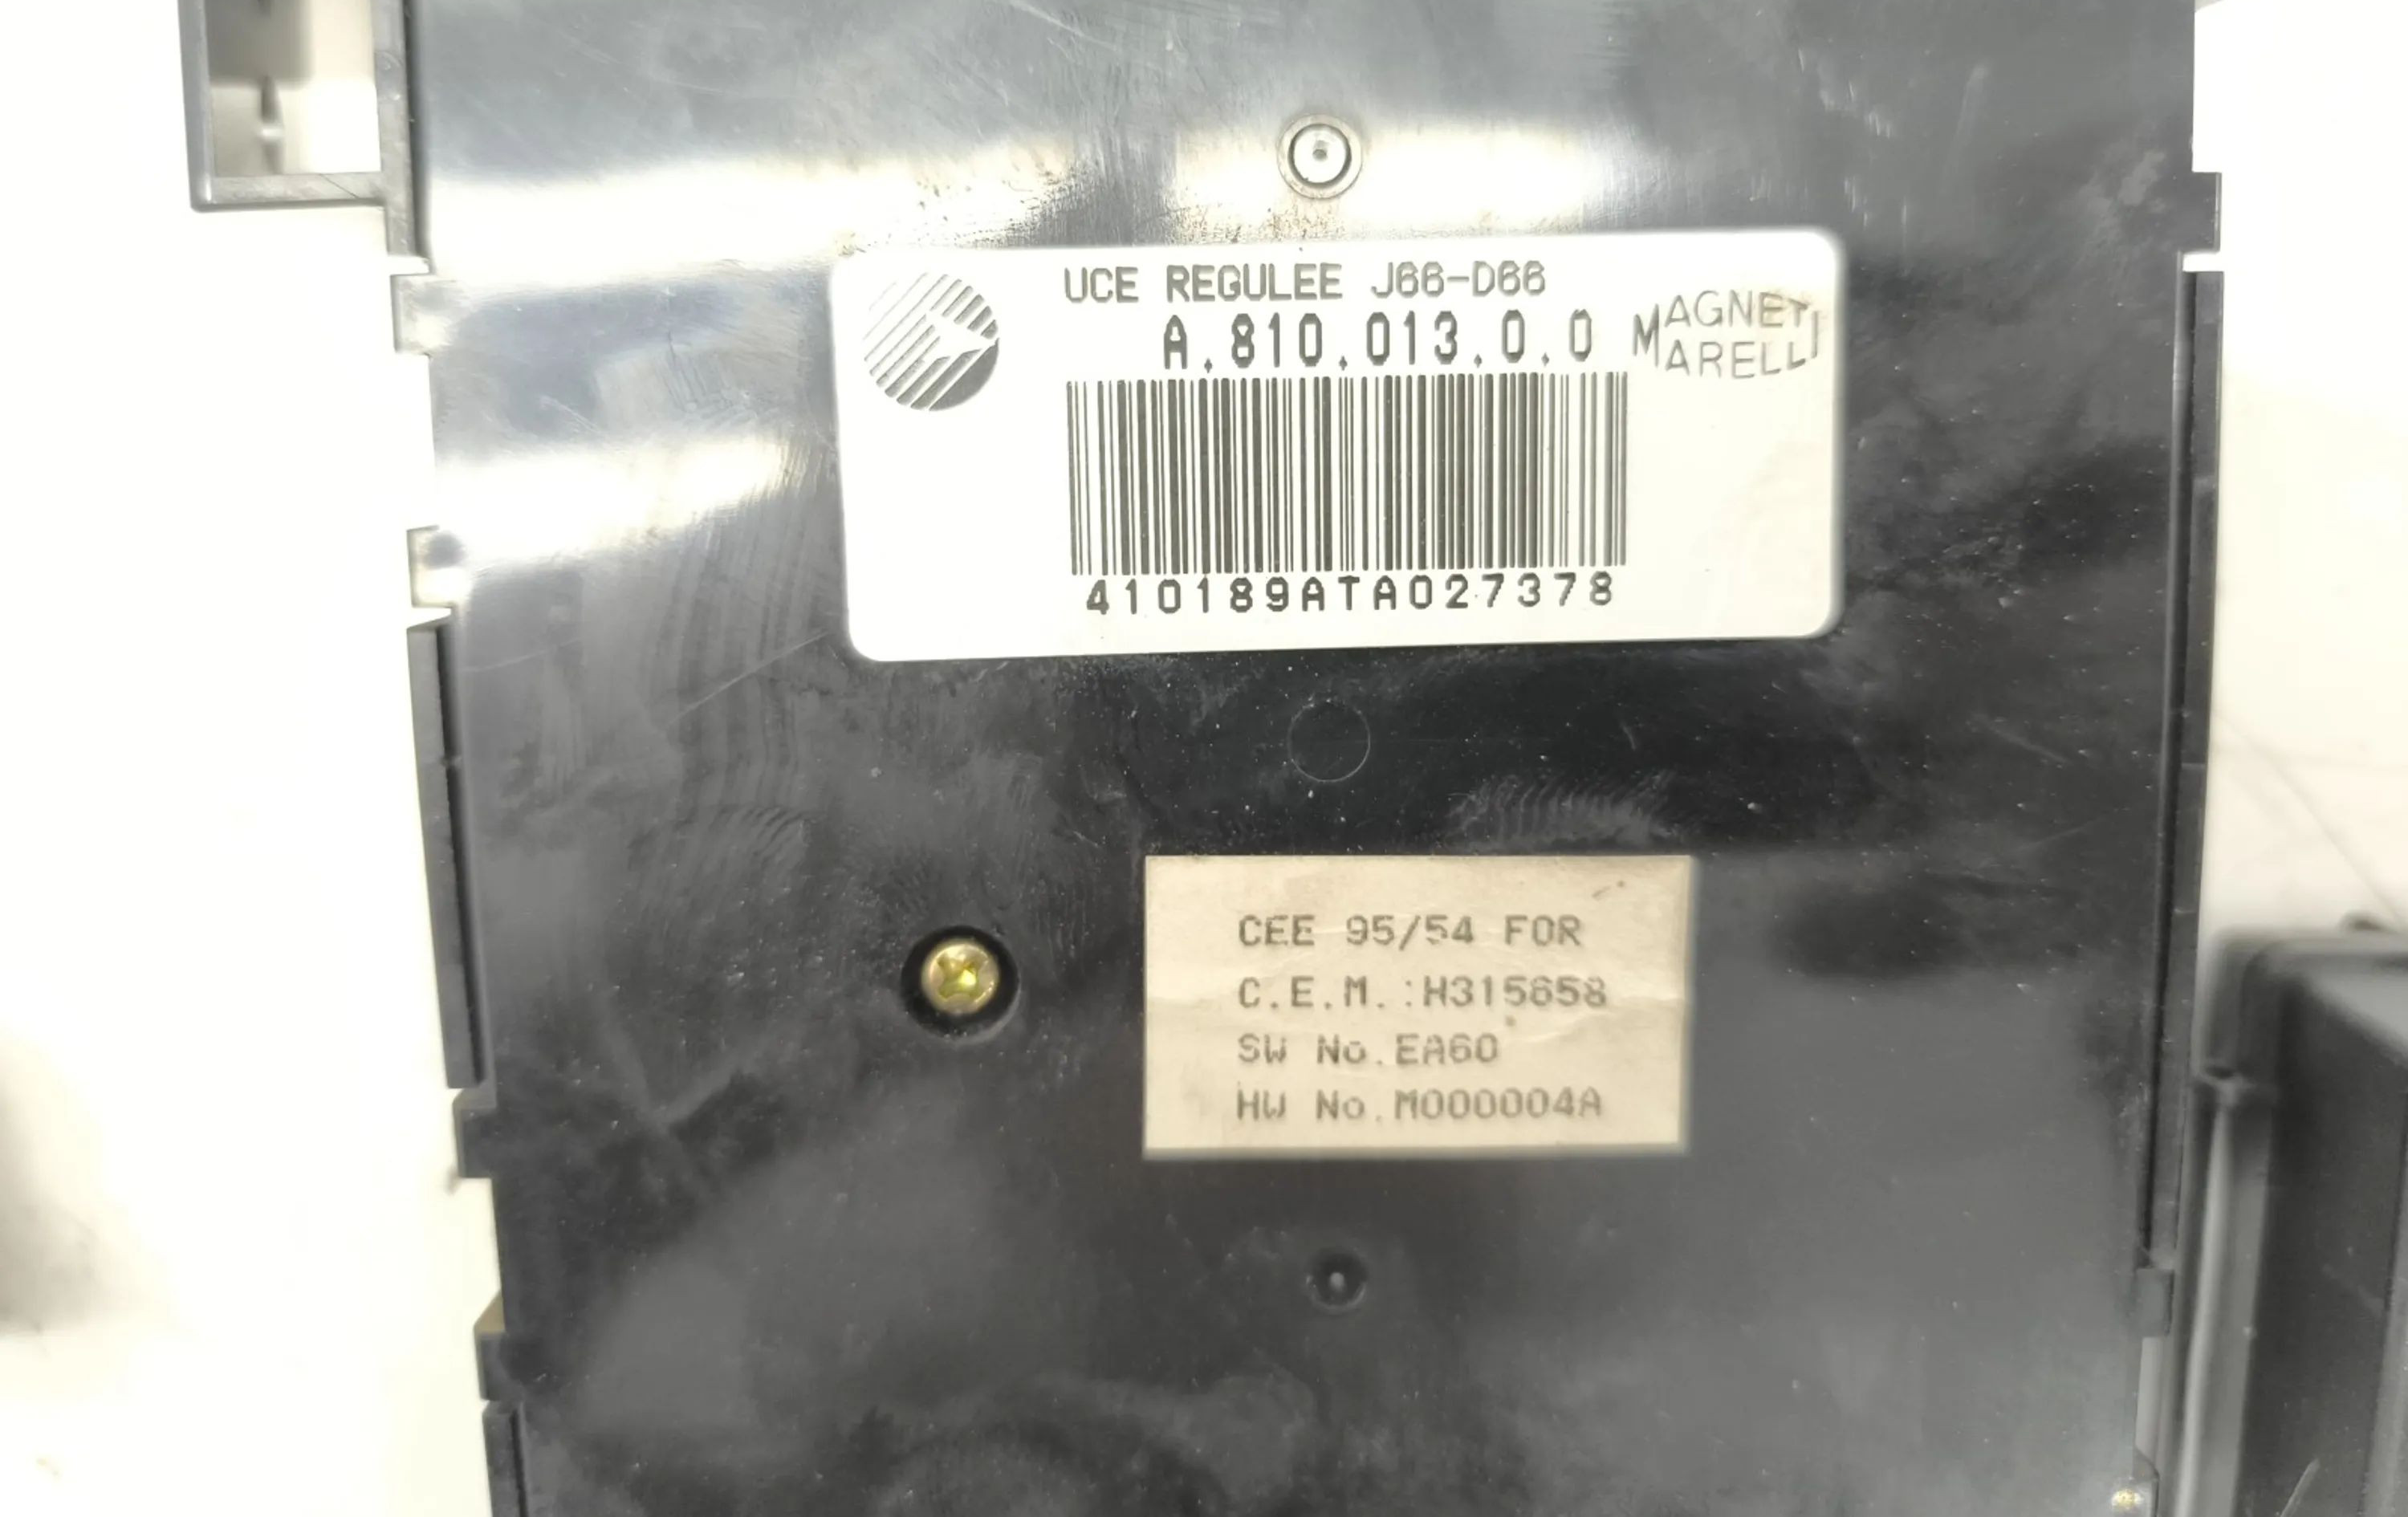 UCE REGULEE J66-D66
A.810.013.0.0
MAGNETI
MARELLI
410189ATA027378
CEE 95/54 FOR
C.E.M.:H315658
SW No.EA60
HW No.M000004A